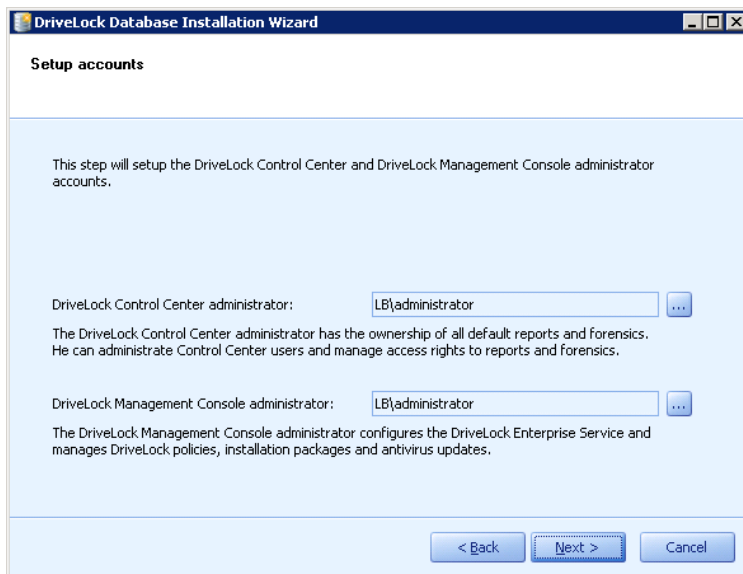 DriveLock Database Installation Wizard
Setup accounts
This step will setup the DriveLock Control Center and DriveLock Management Console administrator
accounts.
DriveLock Control Center administrator: LB\administrator ...
The DriveLock Control Center administrator has the ownership of all default reports and forensics.
He can administrate Control Center users and manage access rights to reports and forensics.
DriveLock Management Console administrator: LB\administrator ...
The DriveLock Management Console administrator configures the DriveLock Enterprise Service and
manages DriveLock policies, installation packages and antivirus updates.
< Back Next > Cancel